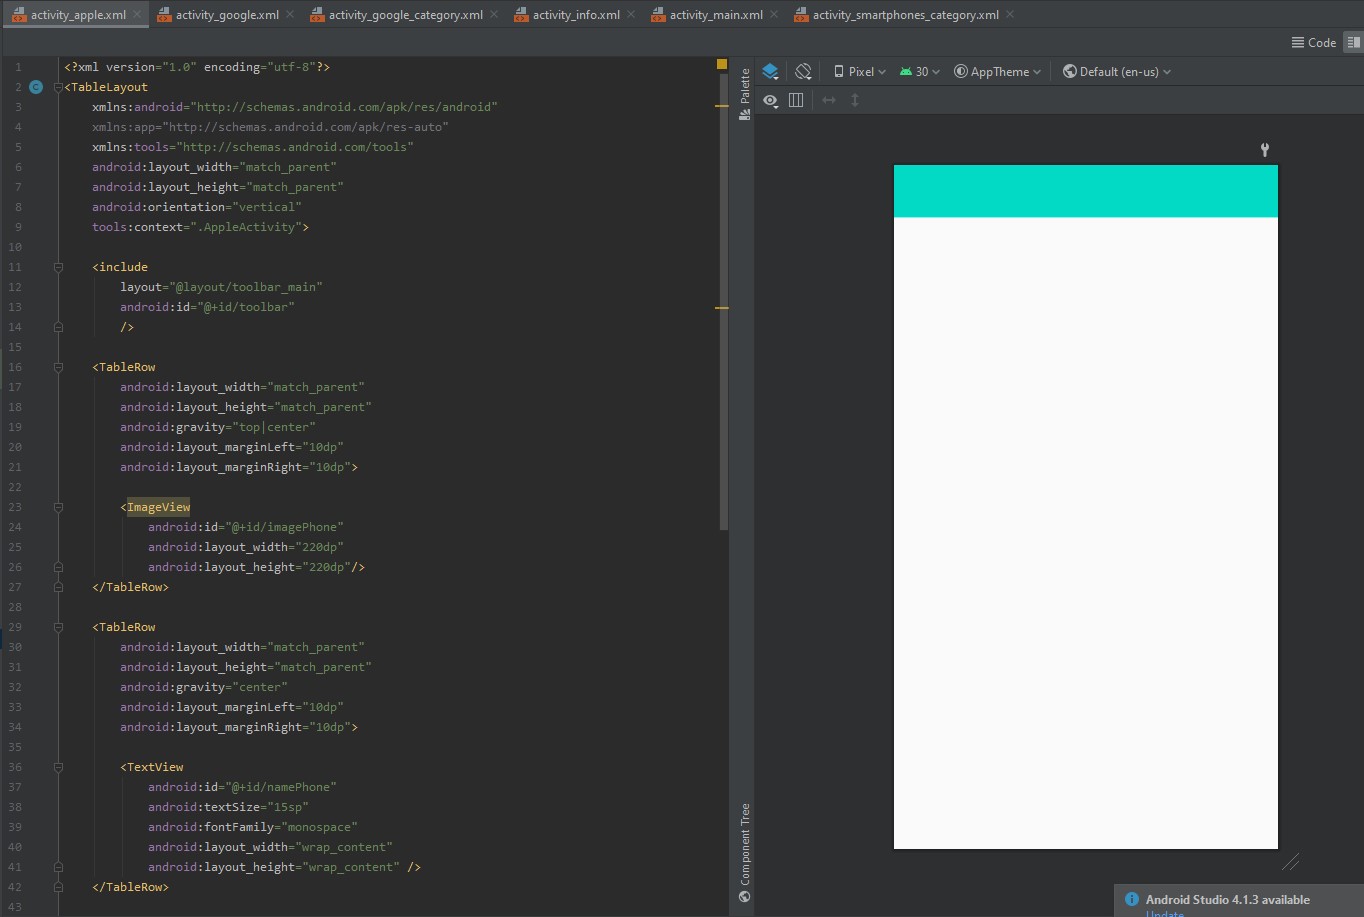 activity_apple.xml activity_google.xml activity_google_category.xml activity_info.xml activity_main.xml activity_smartphones_category.xml
Code
Pixel 30 AppTheme Default (en-us)
Palette
Component Tree
1 <?xml version="1.0" encoding="utf-8"?>
2 C <TableLayout
3 xmlns:android="http://schemas.android.com/apk/res/android"
4 xmlns:app="http://schemas.android.com/apk/res-auto"
5 xmlns:tools="http://schemas.android.com/tools"
6 android:layout_width="match_parent"
7 android:layout_height="match_parent"
8 android:orientation="vertical"
9 tools:context=".AppleActivity">
10
11 <include
12 layout="@layout/toolbar_main"
13 android:id="@+id/toolbar"
14 />
15
16 <TableRow
17 android:layout_width="match_parent"
18 android:layout_height="match_parent"
19 android:gravity="top|center"
20 android:layout_marginLeft="10dp"
21 android:layout_marginRight="10dp">
22
23 <ImageView
24 android:id="@+id/imagePhone"
25 android:layout_width="220dp"
26 android:layout_height="220dp"/>
27 </TableRow>
28
29 <TableRow
30 android:layout_width="match_parent"
31 android:layout_height="match_parent"
32 android:gravity="center"
33 android:layout_marginLeft="10dp"
34 android:layout_marginRight="10dp">
35
36 <TextView
37 android:id="@+id/namePhone"
38 android:textSize="15sp"
39 android:fontFamily="monospace"
40 android:layout_width="wrap_content"
41 android:layout_height="wrap_content" />
42 </TableRow>
43
Android Studio 4.1.3 available
Update